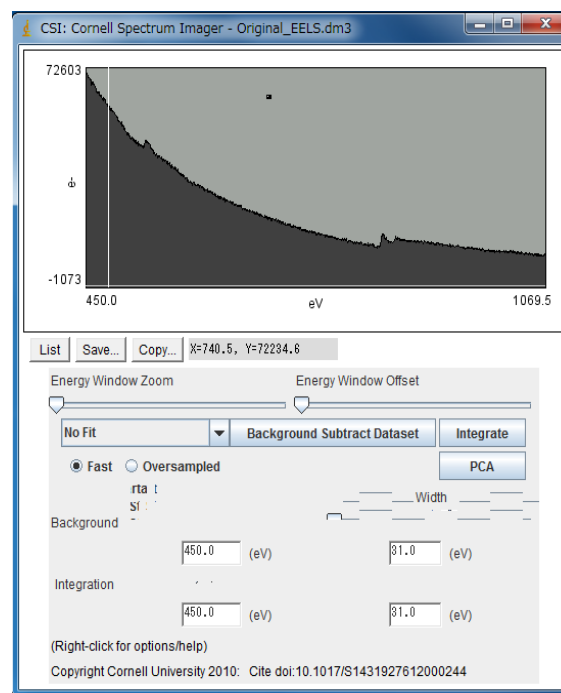 CSI: Cornell Spectrum Imager - Original_EELS.dm3
72603
-1073
450.0 eV 1069.5
List Save... Copy... X=740.5, Y=72234.6
Energy Window Zoom Energy Window Offset
No Fit Background Subtract Dataset Integrate
Fast Oversampled PCA
Width
Background
450.0 (eV) 31.0 (eV)
Integration
450.0 (eV) 31.0 (eV)
(Right-click for options/help)
Copyright Cornell University 2010: Cite doi:10.1017/S1431927612000244